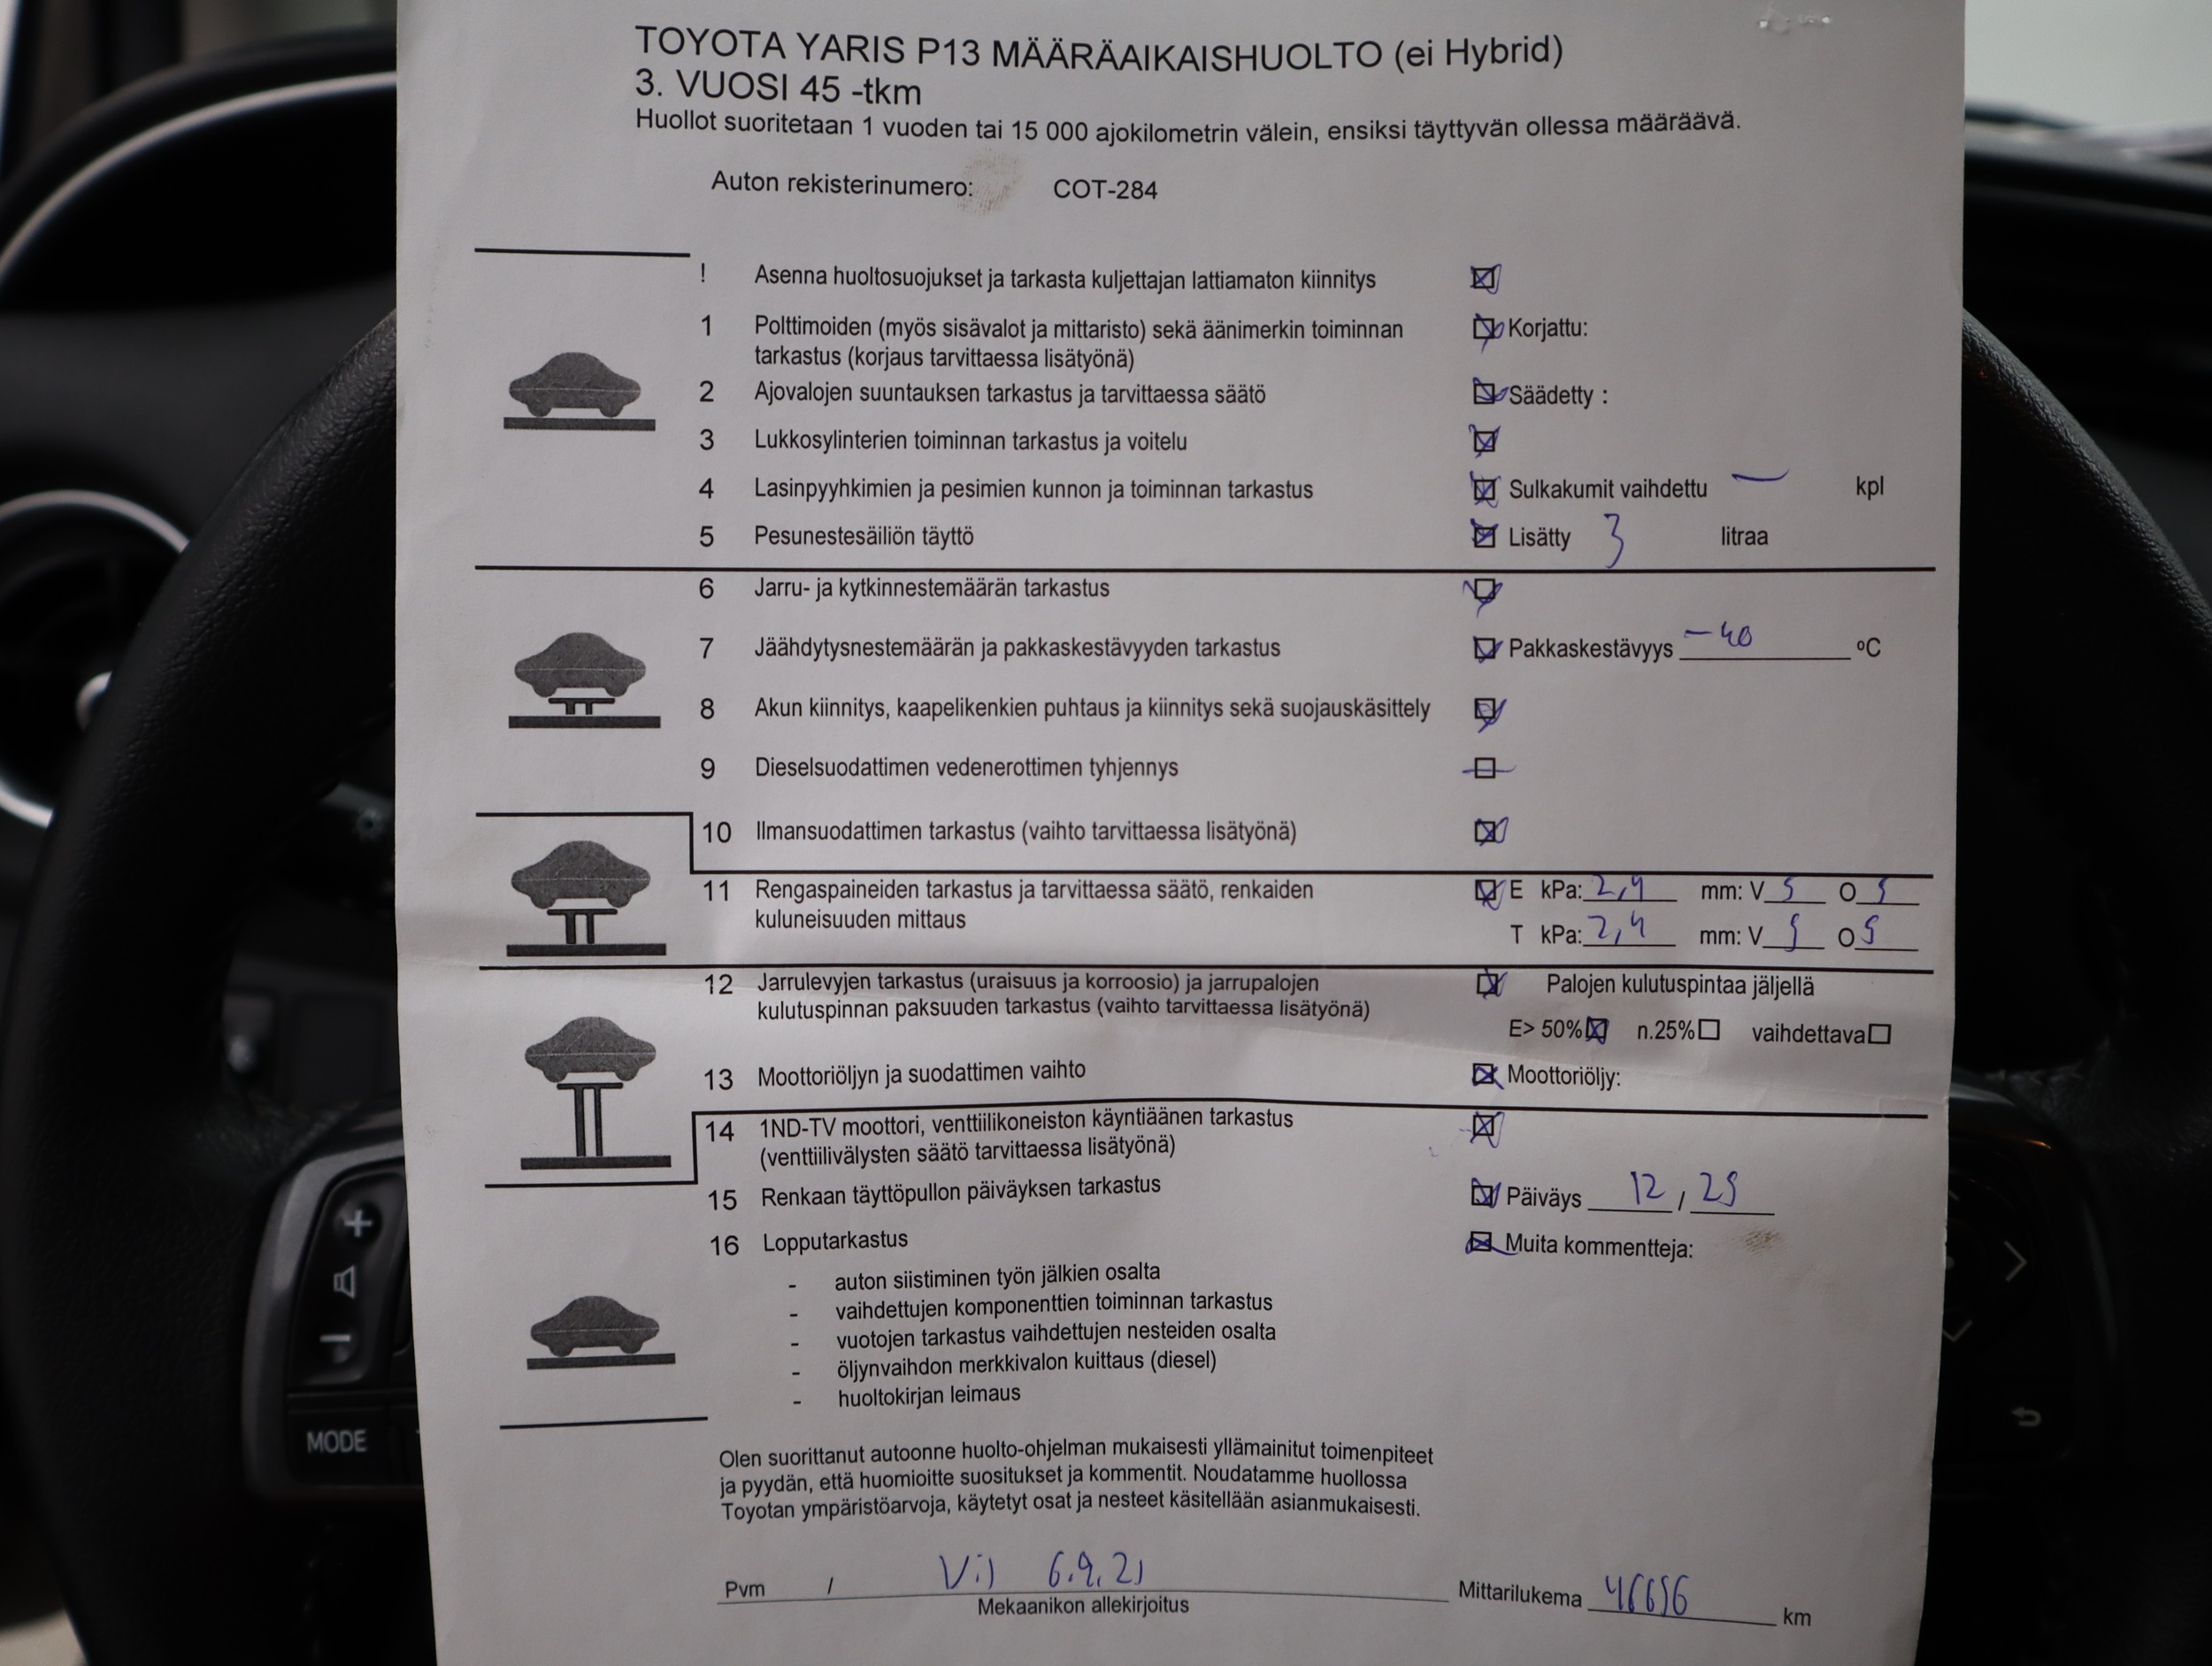 TOYOTA YARIS P13 MÄÄRÄAIKAISHUOLTO (ei Hybrid)
3. VUOSI 45 -tkm
Huollot suoritetaan 1 vuoden tai 15 000 ajokilometrin välein, ensiksi täyttyvän ollessa määräävä.
Auton rekisterinumero: COT-284
! Asenna huoltosuojukset ja tarkasta kuljettajan lattiamaton kiinnitys
1 Polttimoiden (myös sisävalot ja mittaristo) sekä äänimerkin toiminnan Korjattu:
tarkastus (korjaus tarvittaessa lisätyönä)
2 Ajovalojen suuntauksen tarkastus ja tarvittaessa säätö Säädetty :
3 Lukkosylinterien toiminnan tarkastus ja voitelu
4 Lasinpyyhkimien ja pesimien kunnon ja toiminnan tarkastus Sulkakumit vaihdettu — kpl
5 Pesunestesäiliön täyttö Lisätty 3 litraa
6 Jarru- ja kytkinnestemäärän tarkastus
7 Jäähdytysnestemäärän ja pakkaskestävyyden tarkastus Pakkaskestävyys -40 °C
8 Akun kiinnitys, kaapelikenkien puhtaus ja kiinnitys sekä suojauskäsittely
9 Dieselsuodattimen vedenerottimen tyhjennys
10 Ilmansuodattimen tarkastus (vaihto tarvittaessa lisätyönä)
11 Rengaspaineiden tarkastus ja tarvittaessa säätö, renkaiden E kPa: 2,4 mm: V 5 O 5
kuluneisuuden mittaus T kPa: 2,4 mm: V 5 O 5
12 Jarrulevyjen tarkastus (uraisuus ja korroosio) ja jarrupalojen Palojen kulutuspintaa jäljellä
kulutuspinnan paksuuden tarkastus (vaihto tarvittaessa lisätyönä)
E> 50% n.25% vaihdettava
13 Moottoriöljyn ja suodattimen vaihto Moottoriöljy:
14 1ND-TV moottori, venttiilikoneiston käyntiäänen tarkastus
(venttiilivälysten säätö tarvittaessa lisätyönä)
15 Renkaan täyttöpullon päiväyksen tarkastus Päiväys 12 / 25
16 Lopputarkastus Muita kommentteja:
- auton siistiminen työn jälkien osalta
- vaihdettujen komponenttien toiminnan tarkastus
- vuotojen tarkastus vaihdettujen nesteiden osalta
- öljynvaihdon merkkivalon kuittaus (diesel)
- huoltokirjan leimaus
Olen suorittanut autoonne huolto-ohjelman mukaisesti yllämainitut toimenpiteet
ja pyydän, että huomioitte suositukset ja kommentit. Noudatamme huollossa
Toyotan ympäristöarvoja, käytetyt osat ja nesteet käsitellään asianmukaisesti.
Pvm / 6.9.21 Mittarilukema km
Mekaanikon allekirjoitus
MODE